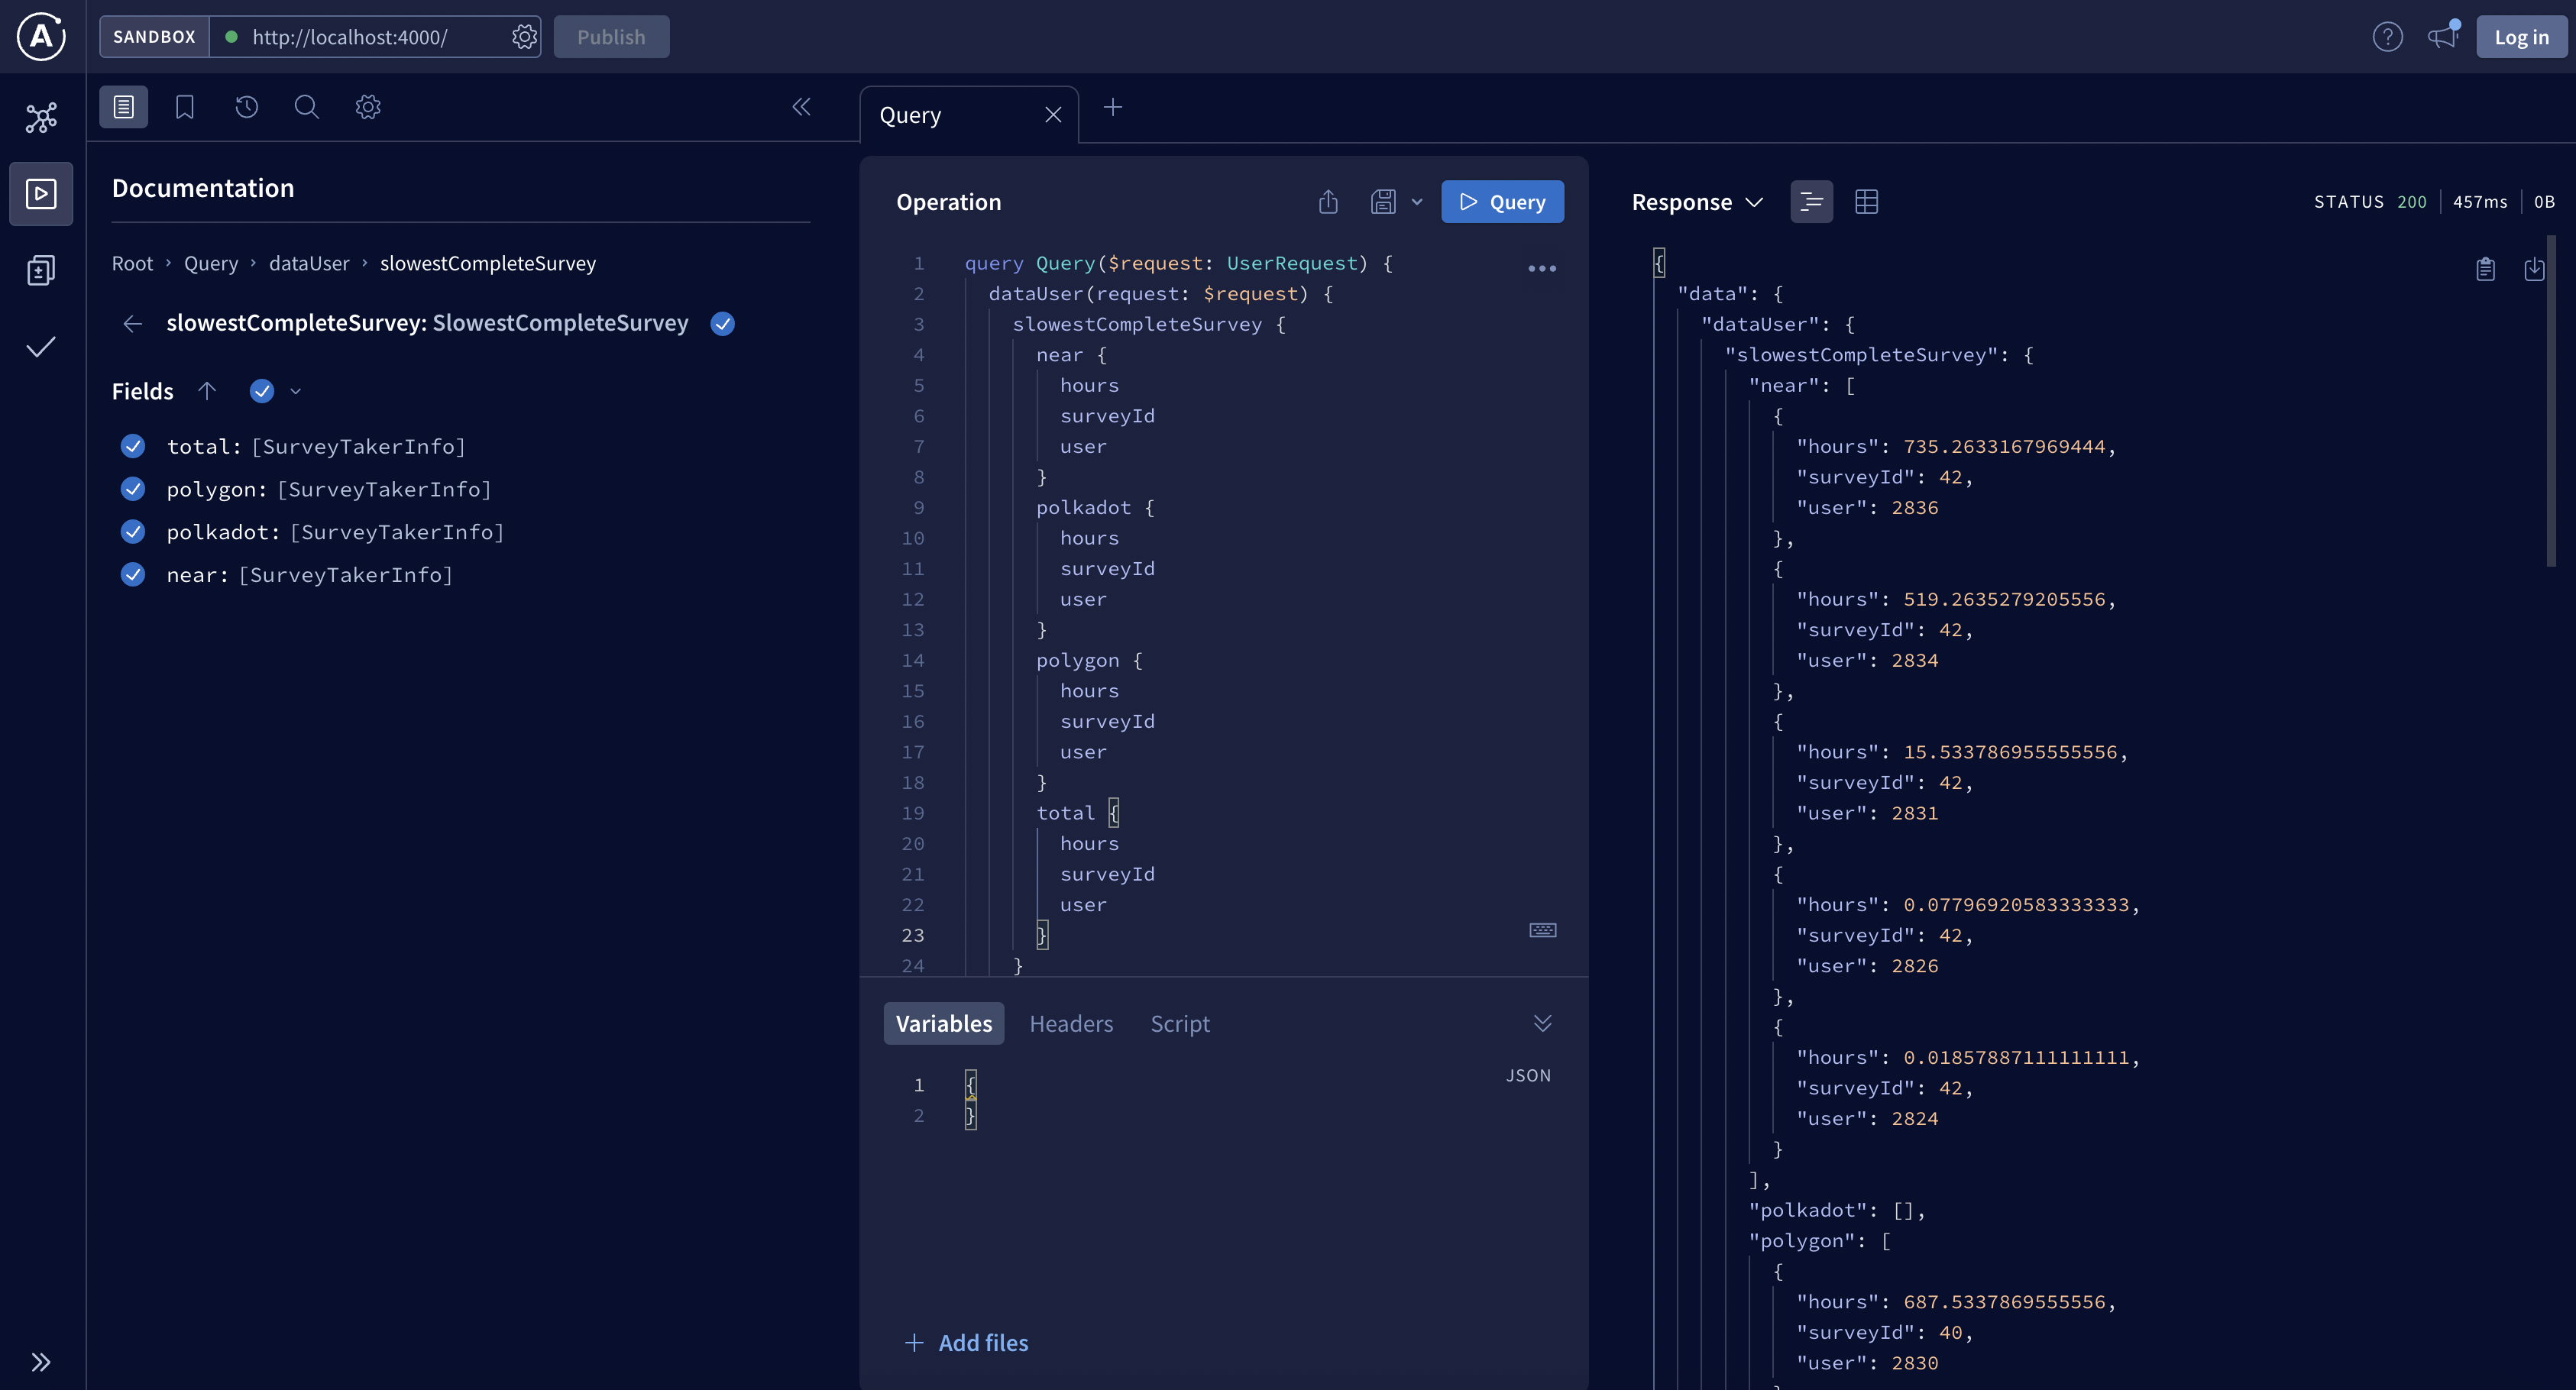 A SANDBOX http://localhost:4000/ Publish ? Log in
Query
Documentation
Root › Query › dataUser › slowestCompleteSurvey
slowestCompleteSurvey: SlowestCompleteSurvey
Fields
total: [SurveyTakerInfo]
polygon: [SurveyTakerInfo]
polkadot: [SurveyTakerInfo]
near: [SurveyTakerInfo]
Operation
Query
1 query Query($request: UserRequest) {
2 dataUser(request: $request) {
3 slowestCompleteSurvey {
4 near {
5 hours
6 surveyId
7 user
8 }
9 polkadot {
10 hours
11 surveyId
12 user
13 }
14 polygon {
15 hours
16 surveyId
17 user
18 }
19 total {
20 hours
21 surveyId
22 user
23 }
24 }
Variables Headers Script
JSON
1 {
2 }
+ Add files
Response
STATUS 200 457ms 0B
{
"data": {
"dataUser": {
"slowestCompleteSurvey": {
"near": [
{
"hours": 735.2633167969444,
"surveyId": 42,
"user": 2836
},
{
"hours": 519.2635279205556,
"surveyId": 42,
"user": 2834
},
{
"hours": 15.533786955555556,
"surveyId": 42,
"user": 2831
},
{
"hours": 0.07796920583333333,
"surveyId": 42,
"user": 2826
},
{
"hours": 0.01857887111111111,
"surveyId": 42,
"user": 2824
}
],
"polkadot": [],
"polygon": [
{
"hours": 687.5337869555556,
"surveyId": 40,
"user": 2830